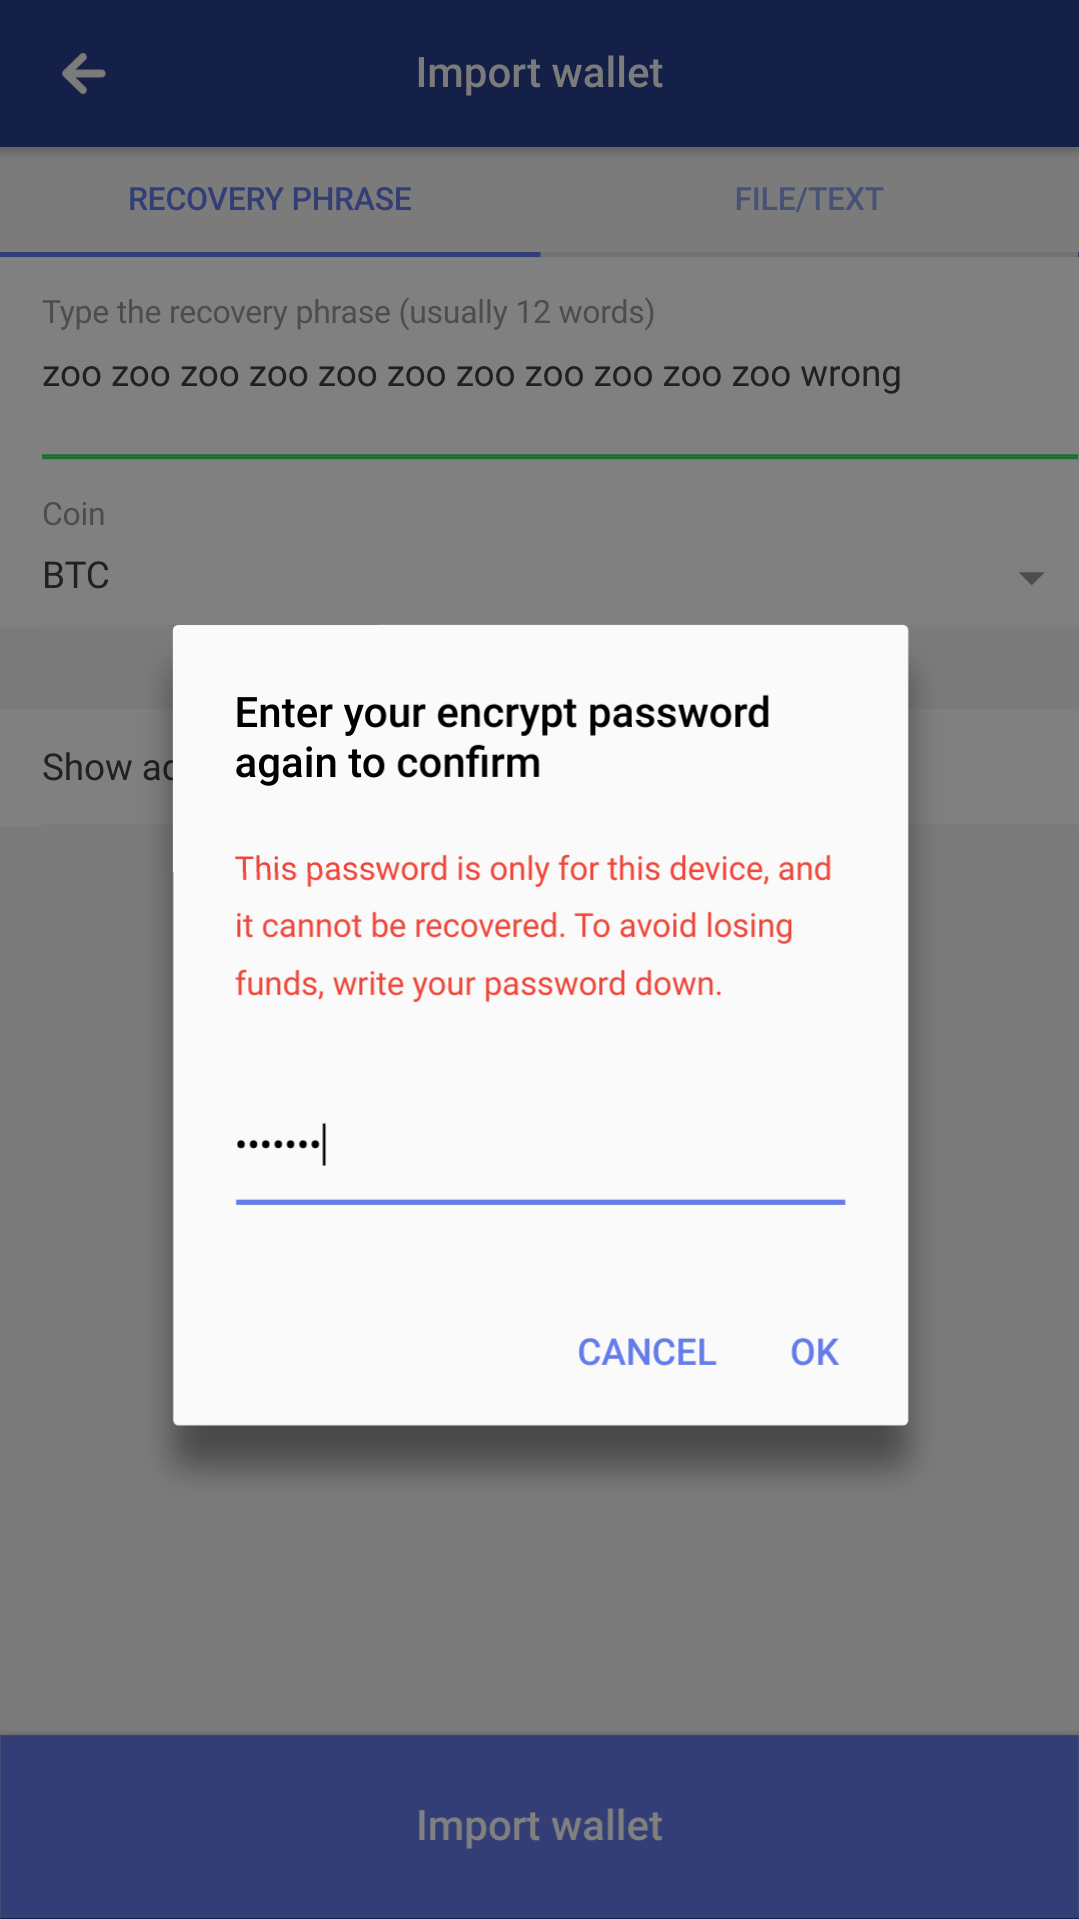 Import wallet
RECOVERY PHRASE
FILE/TEXT
Type the recovery phrase (usually 12 words)
zoo zoo zoo zoo zoo zoo zoo zoo zoo zoo zoo wrong
Coin
BTC
Show
Enter your encrypt password
again to confirm
This password is only for this device, and
it cannot be recovered. To avoid losing
funds, write your password down.
•••••••
CANCEL
OK
Import wallet